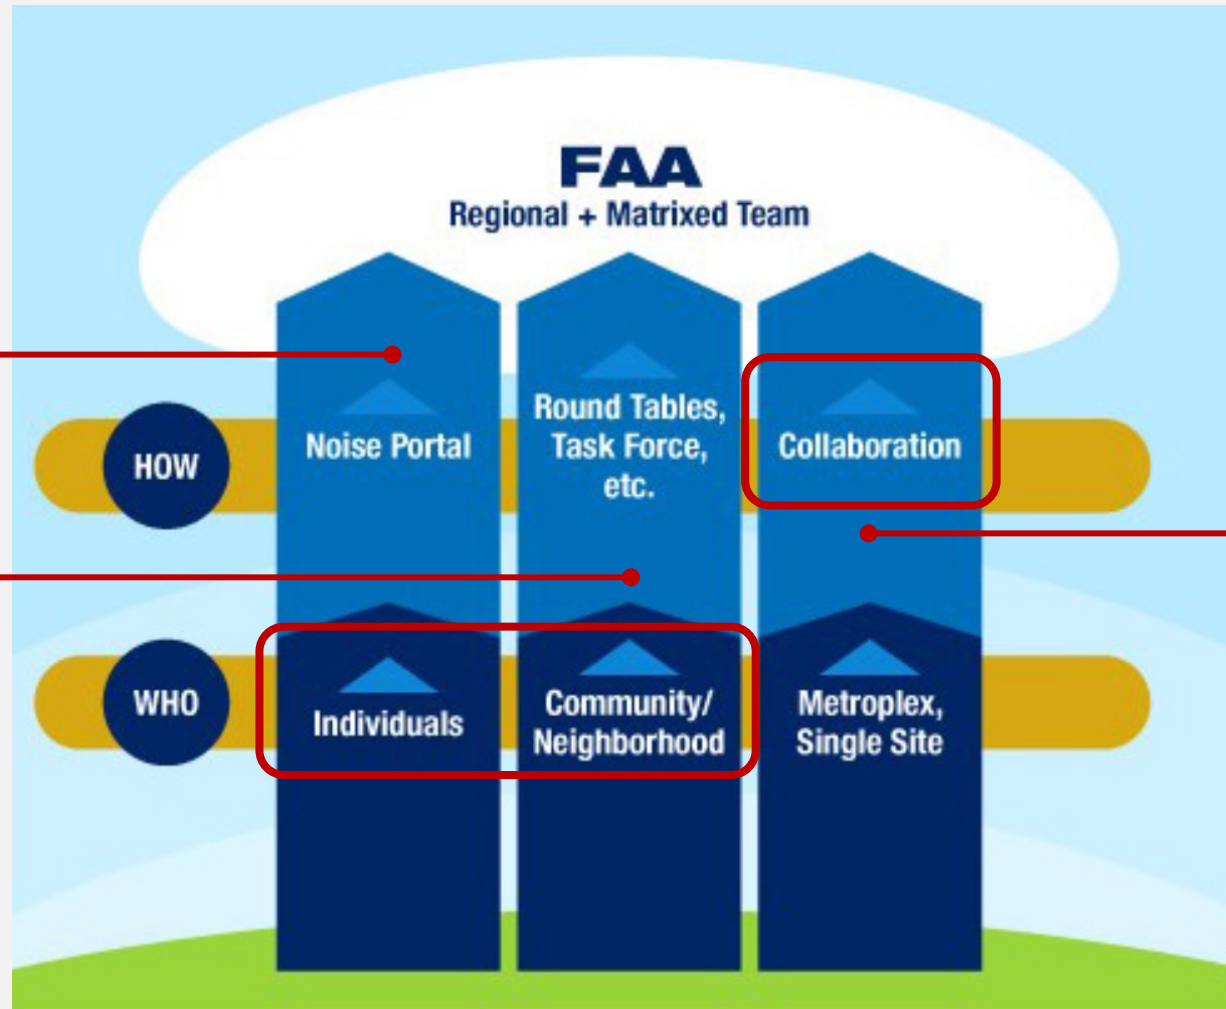 FAA
Regional + Matrixed Team
HOW
Noise Portal
Round Tables,
Task Force,
etc.
Collaboration
WHO
Individuals
Community/
Neighborhood
Metroplex,
Single Site